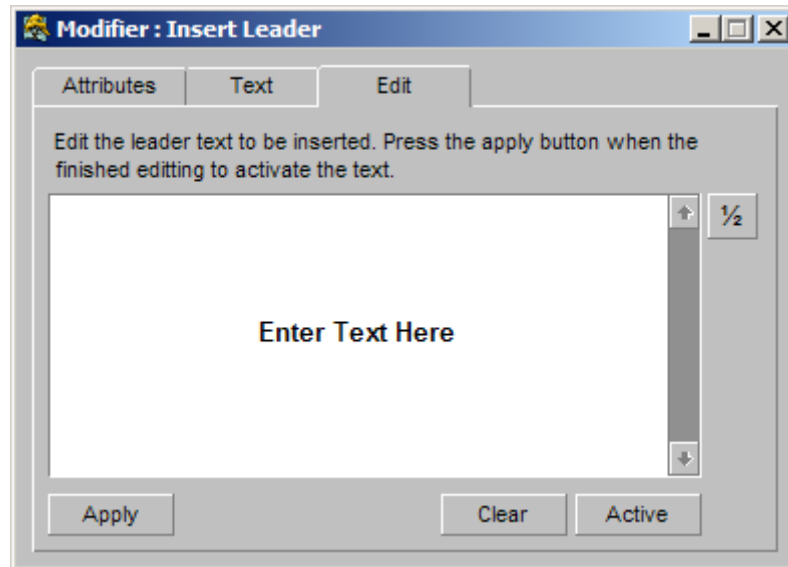 Modifier : Insert Leader
Attributes Text Edit
Edit the leader text to be inserted. Press the apply button when the
finished editting to activate the text.
½
Enter Text Here
Apply Clear Active